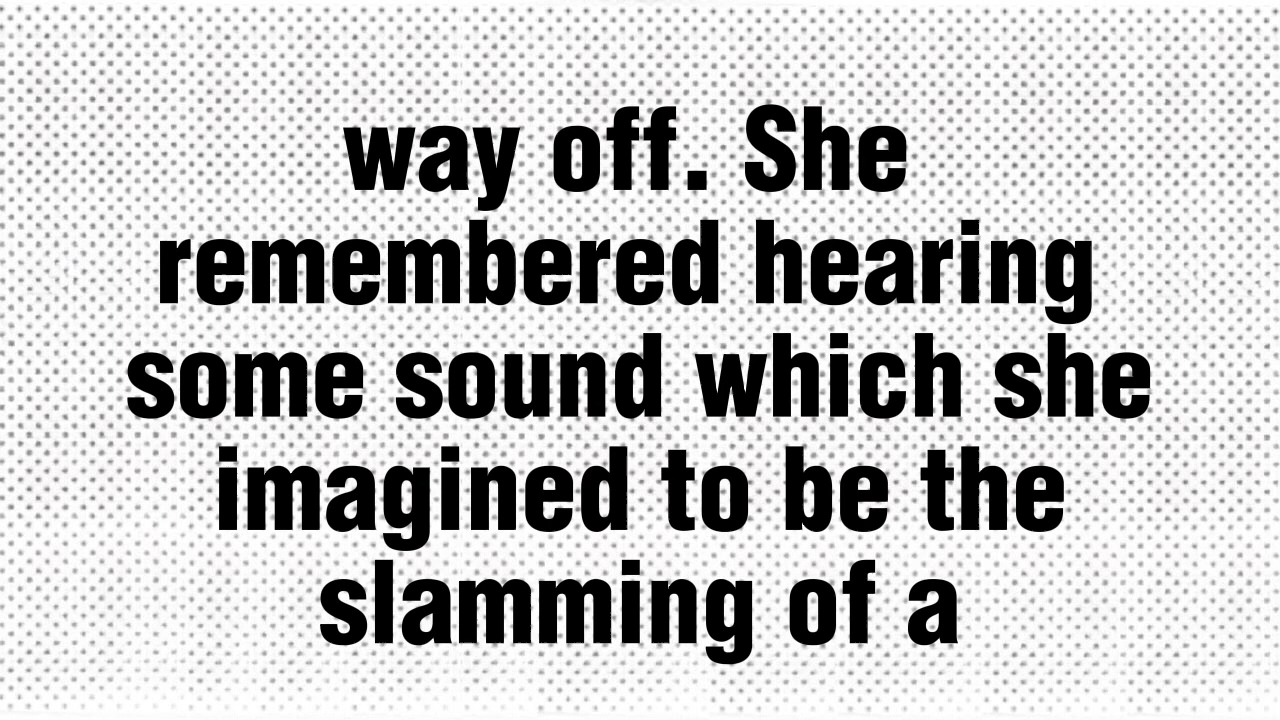 way off. She
remembered hearing
some sound which she
imagined to be the
slamming of a